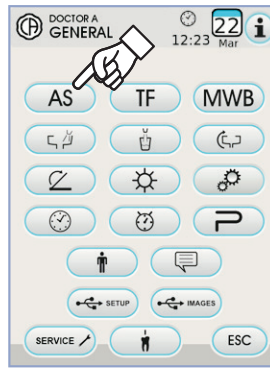 DOCTOR A
GENERAL
12:23
22
Mar
i
AS TF MWB
SETUP IMAGES
SERVICE ESC